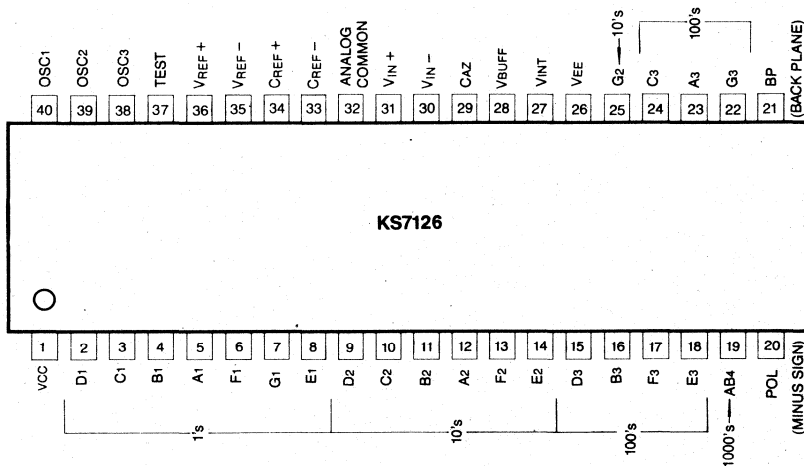 OSC1
OSC2
OSC3
TEST
VREF +
VREF −
CREF +
CREF −
ANALOG
COMMON
VIN +
VIN −
CAZ
VBUFF
VINT
VEE
G2
10's
C3
A3
G3
100's
BP
(BACK PLANE)
40 39 38 37 36 35 34 33 32 31 30 29 28 27 26 25 24 23 22 21
KS7126
1 2 3 4 5 6 7 8 9 10 11 12 13 14 15 16 17 18 19 20
VCC
D1
C1
B1
A1
F1
G1
E1
1's
D2
C2
B2
A2
F2
E2
10's
D3
B3
F3
E3
100's
AB4
1000's
POL
(MINUS SIGN)